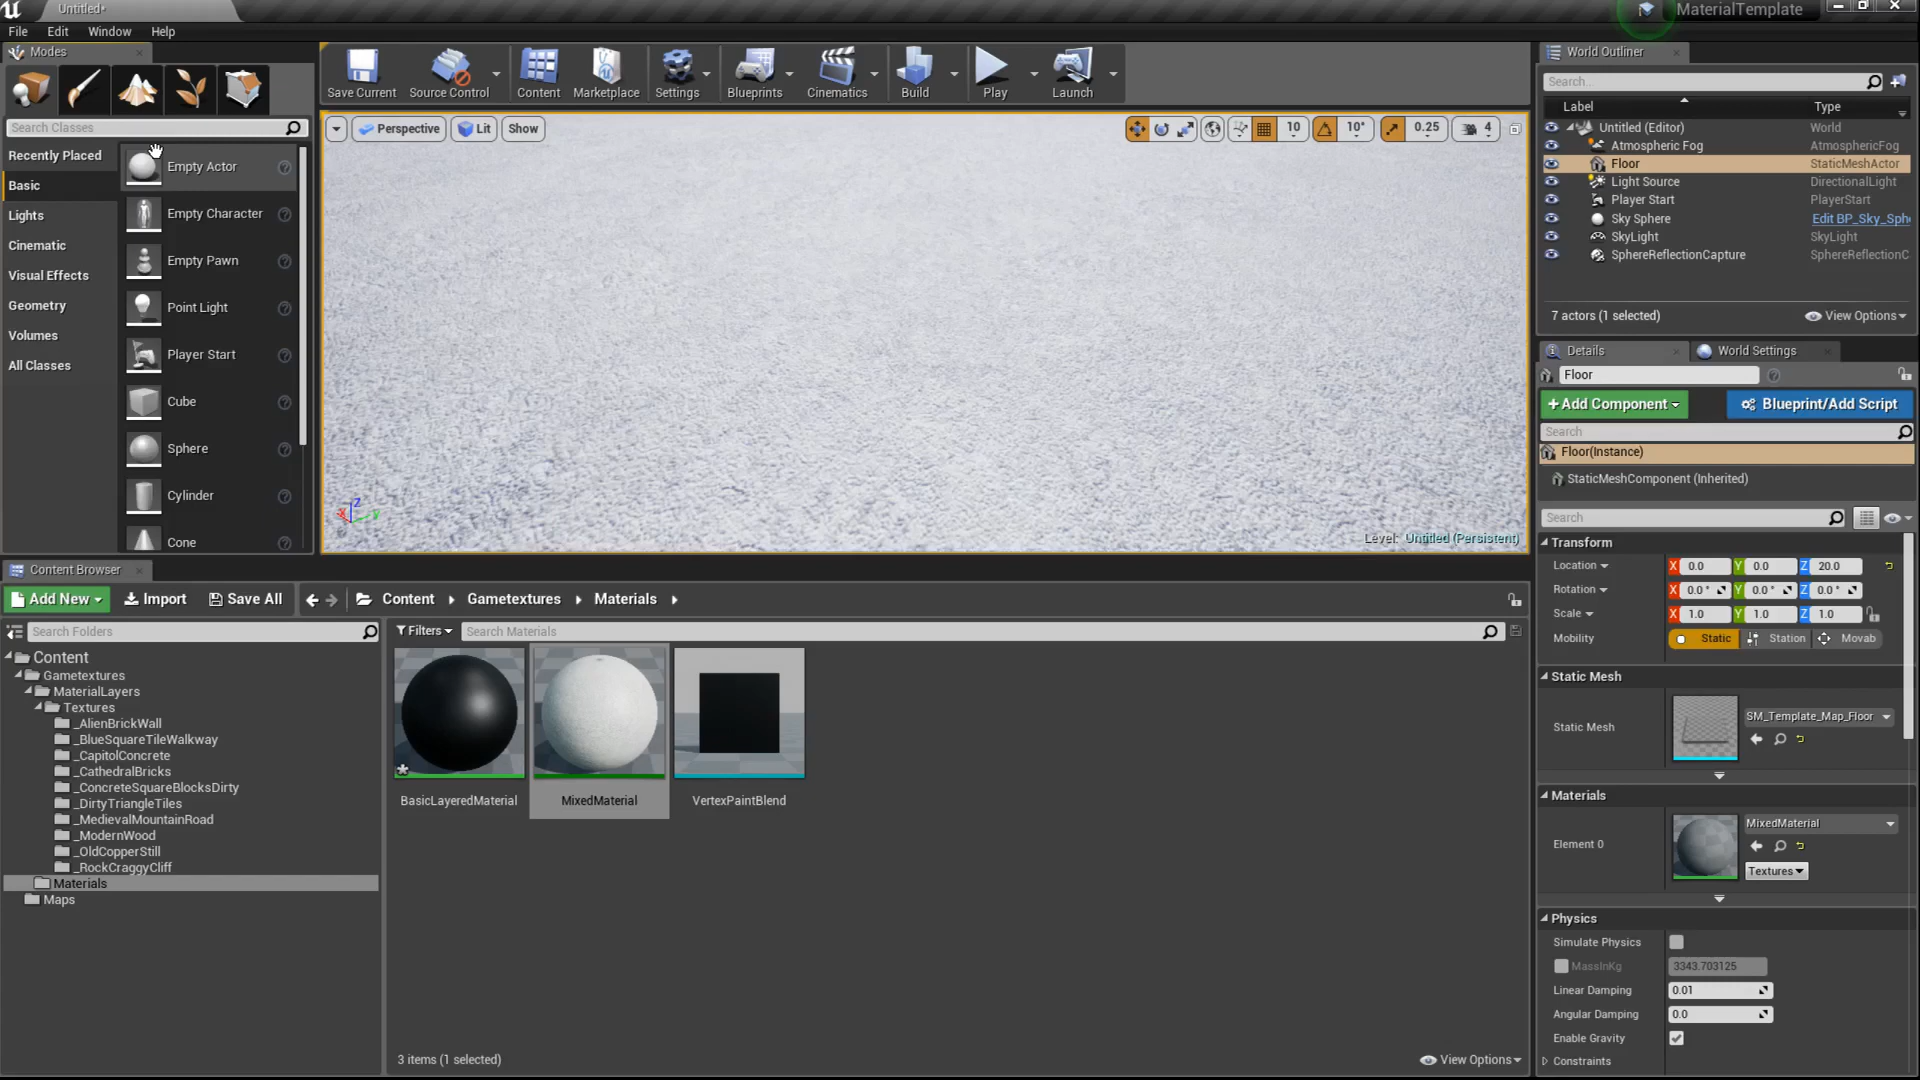 Untitled*
MaterialTemplate
File Edit Window Help
Modes
Save Current
Source Control
Content
Marketplace
Settings
Blueprints
Cinematics
Build
Play
Launch
Search Classes
Recently Placed
Basic
Lights
Cinematic
Visual Effects
Geometry
Volumes
All Classes
Empty Actor
Empty Character
Empty Pawn
Point Light
Player Start
Cube
Sphere
Cylinder
Cone
Perspective
Lit
Show
10
10°
0.25
4
Z
X
Y
Level: Untitled (Persistent)
World Outliner
Search...
Label Type
Untitled (Editor) World
Atmospheric Fog AtmosphericFog
Floor StaticMeshActor
Light Source DirectionalLight
Player Start PlayerStart
Sky Sphere Edit BP_Sky_Sph
SkyLight SkyLight
SphereReflectionCapture SphereReflectionC
7 actors (1 selected)
View Options
Details
World Settings
Floor
+Add Component
Blueprint/Add Script
Search
Floor(Instance)
StaticMeshComponent (Inherited)
Search
Transform
Location X 0.0 Y 0.0 Z 20.0
Rotation X 0.0° Y 0.0° Z 0.0°
Scale X 1.0 Y 1.0 Z 1.0
Mobility Static Station Movab
Static Mesh
Static Mesh SM_Template_Map_Floor
Materials
Element 0 MixedMaterial
Textures
Physics
Simulate Physics
MassInKg 3343.703125
Linear Damping 0.01
Angular Damping 0.0
Enable Gravity
Constraints
Content Browser
Add New
Import
Save All
Content
Gametextures
Materials
Search Folders
Content
Gametextures
MaterialLayers
Textures
_AlienBrickWall
_BlueSquareTileWalkway
_CapitolConcrete
_CathedralBricks
_ConcreteSquareBlocksDirty
_DirtyTriangleTiles
_MedievalMountainRoad
_ModernWood
_OldCopperStill
_RockCraggyCliff
Materials
Maps
Filters
Search Materials
BasicLayeredMaterial
MixedMaterial
VertexPaintBlend
3 items (1 selected)
View Options